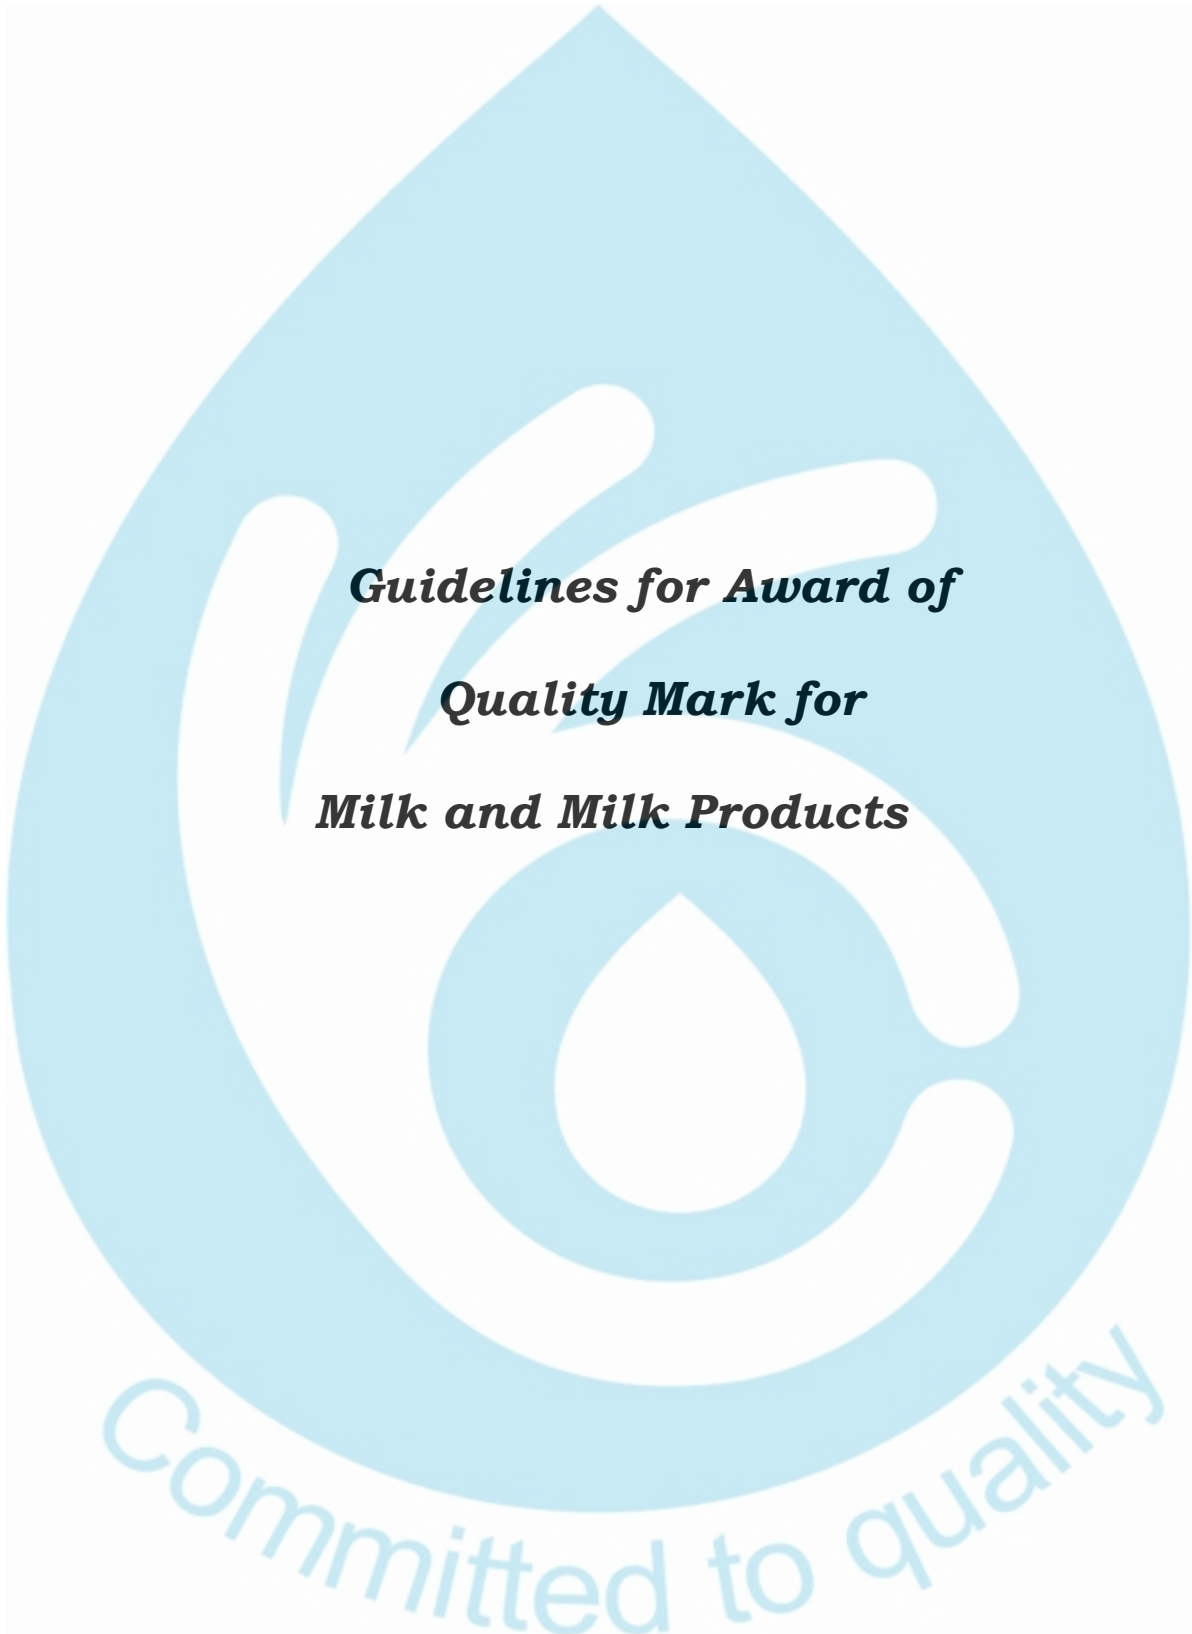 Guidelines for Award of
Quality Mark for
Milk and Milk Products
Committed to quality